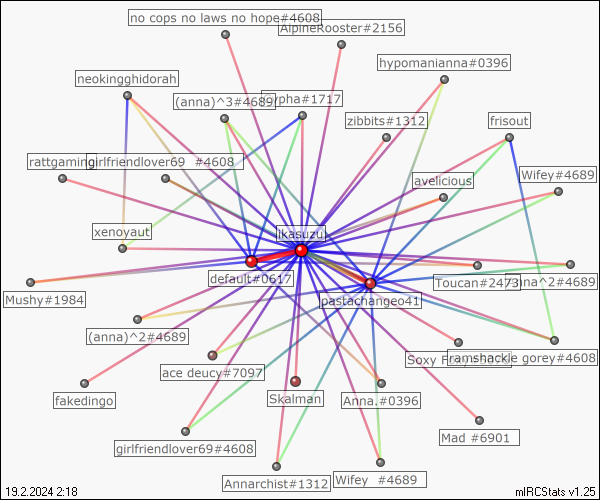 no cops no laws no hope#4608
AlpineRooster#2156
hypomanianna#0396
neokingghidorah
(anna)^3#4689
ypha#1717
zibbits#1312
frisout
rattgaming
girlfriendlover69 #4608
avelicious
Wifey#4689
xenoyaut
ikasuzu
default#0617
Toucan#2473
nna^2#4689
Mushy#1984
pastachangeo41
(anna)^2#4689
Soxy Fray
ramshackle gorey#4608
ace deucy#7097
fakedingo
Skalman
Anna.#0396
girlfriendlover69#4608
Mad #6901
Annarchist#1312
Wifey #4689
19.2.2024 2:18
mIRCStats v1.25